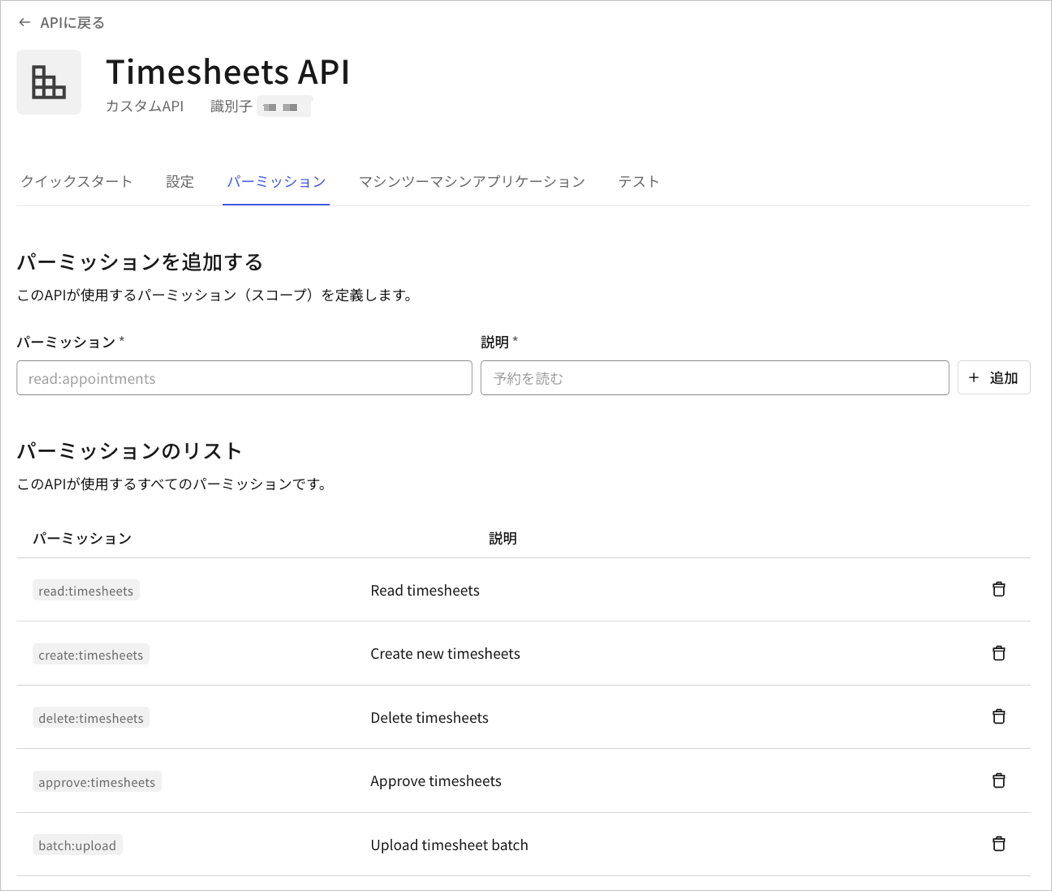 ← APIに戻る
Timesheets API
カスタムAPI 識別子
クイックスタート 設定 パーミッション マシンツーマシンアプリケーション テスト
パーミッションを追加する
このAPIが使用するパーミッション（スコープ）を定義します。
パーミッション * 説明 *
read:appointments 予約を読む + 追加
パーミッションのリスト
このAPIが使用するすべてのパーミッションです。
パーミッション 説明
read:timesheets Read timesheets
create:timesheets Create new timesheets
delete:timesheets Delete timesheets
approve:timesheets Approve timesheets
batch:upload Upload timesheet batch